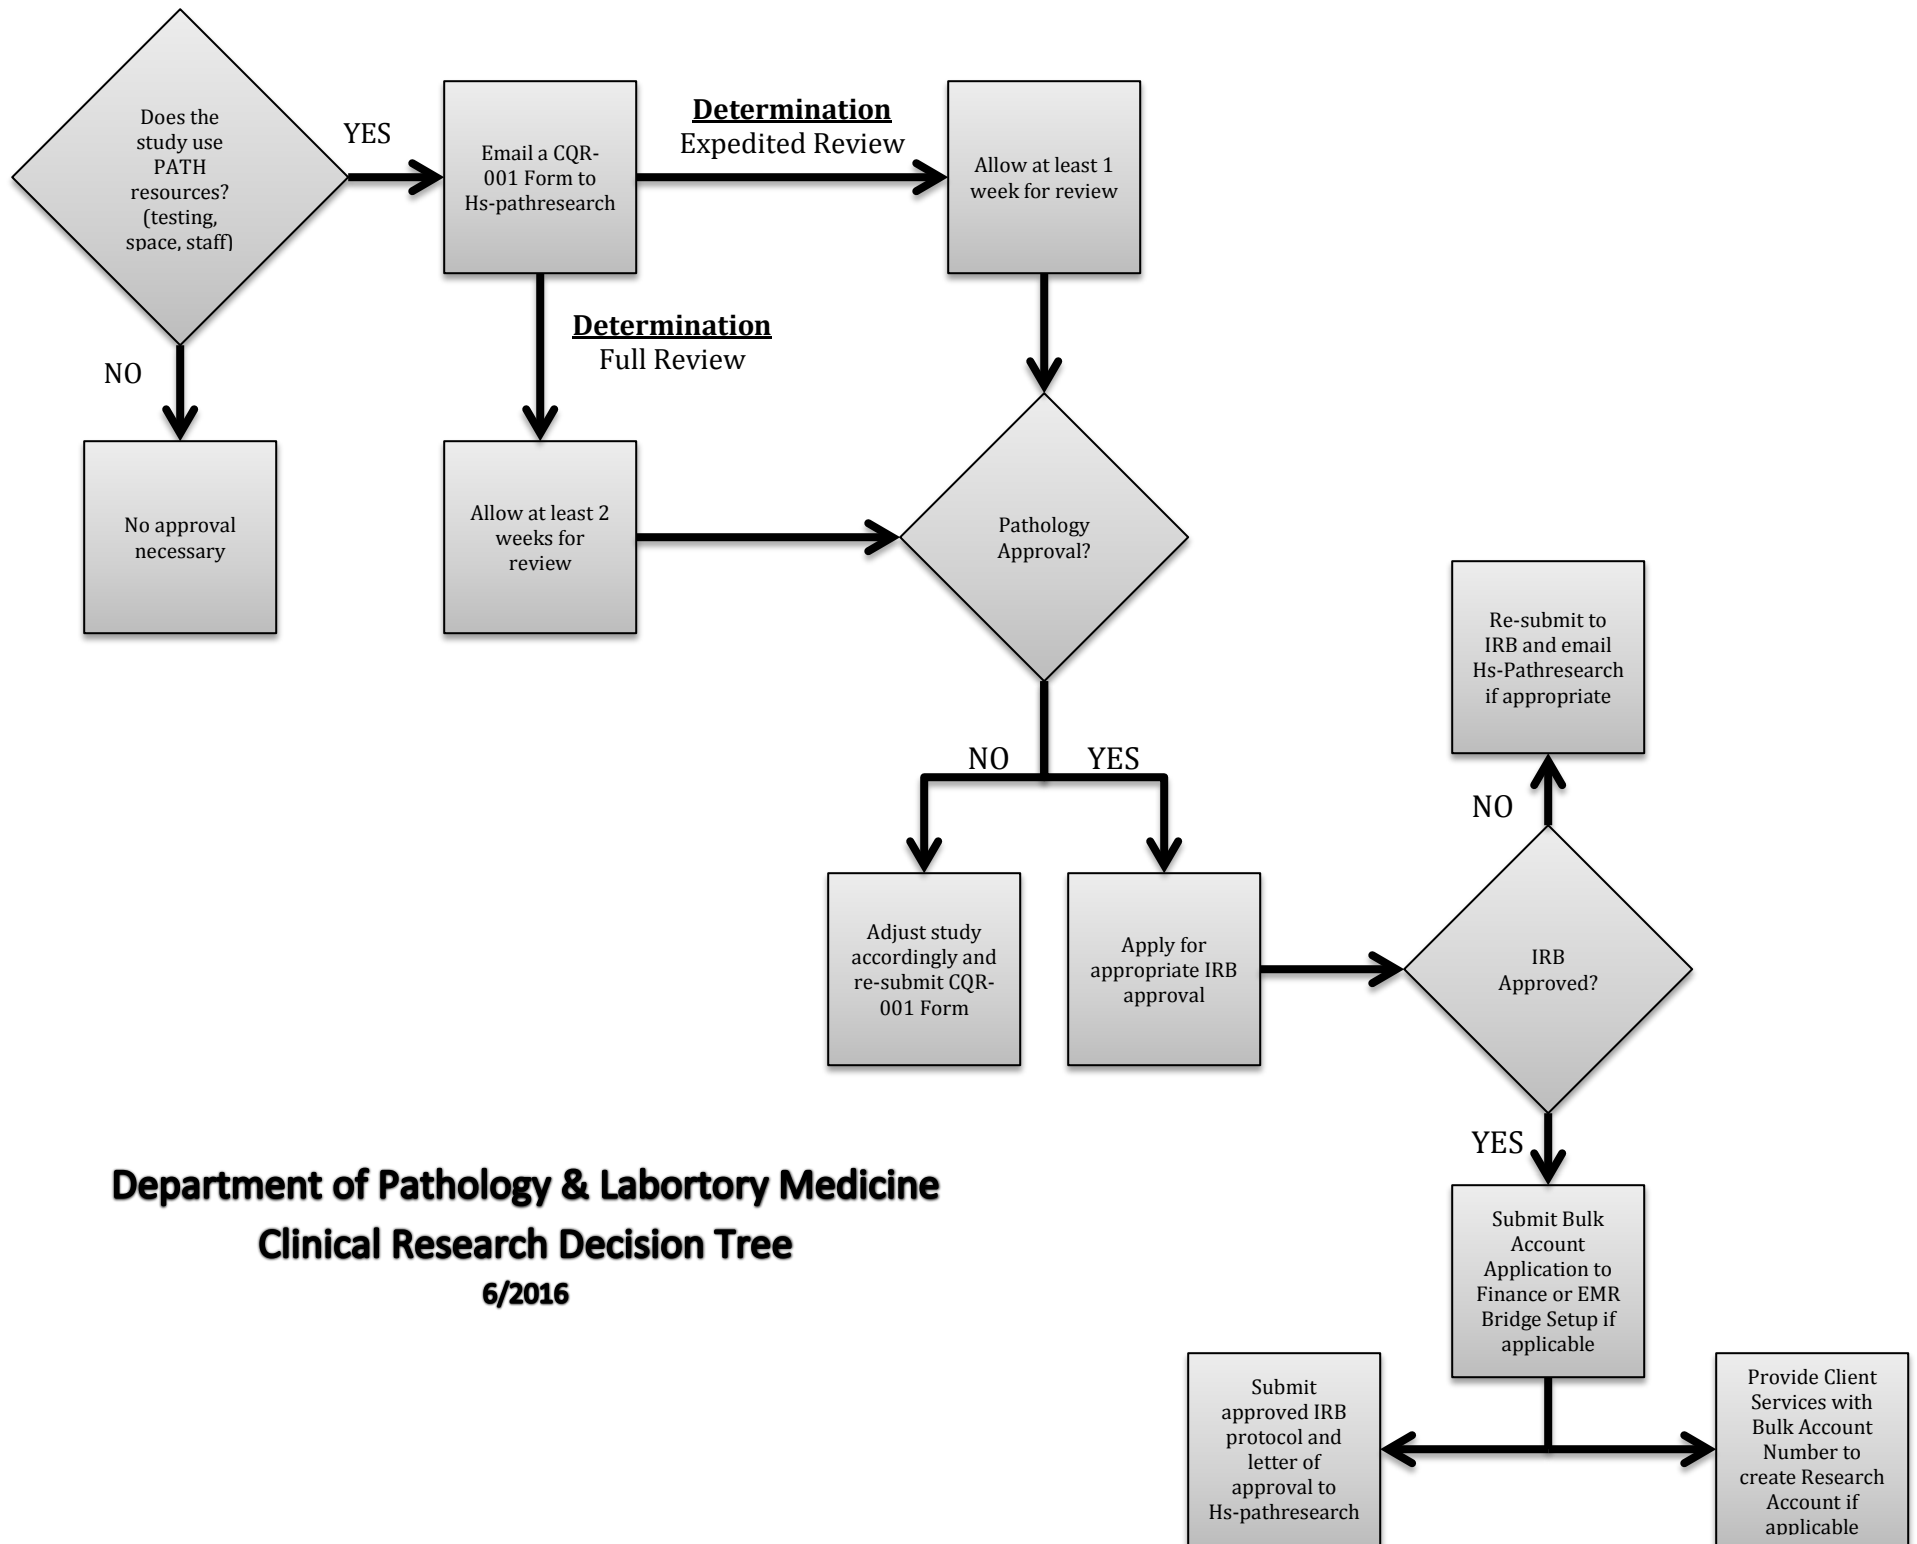 Does the
study use
PATH
resources?
(testing,
space, staff)
YES
Email a CQR-
001 Form to
Hs-pathresearch
Determination
Expedited Review
Allow at least 1
week for review
Determination
Full Review
NO
No approval
necessary
Allow at least 2
weeks for
review
Pathology
Approval?
NO
YES
Adjust study
accordingly and
re-submit CQR-
001 Form
Apply for
appropriate IRB
approval
Re-submit to
IRB and email
Hs-Pathresearch
if appropriate
NO
IRB
Approved?
YES
Submit Bulk
Account
Application to
Finance or EMR
Bridge Setup if
applicable
Submit
approved IRB
protocol and
letter of
approval to
Hs-pathresearch
Provide Client
Services with
Bulk Account
Number to
create Research
Account if
applicable
Department of Pathology & Labortory Medicine
Clinical Research Decision Tree
6/2016